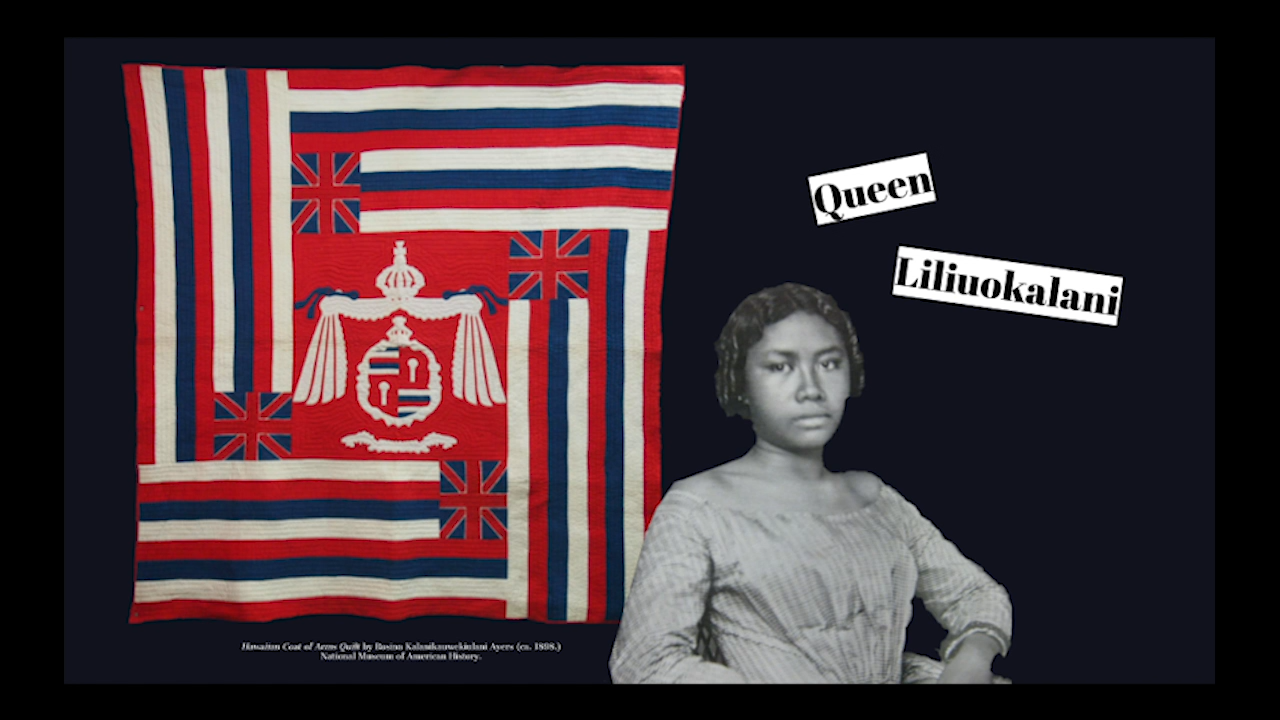 Queen
Liliuokalani
Hawaiian Coat of Arms Quilt by Rosina Kalanikauwekiulani Ayers (ca. 1898.)
National Museum of American History.